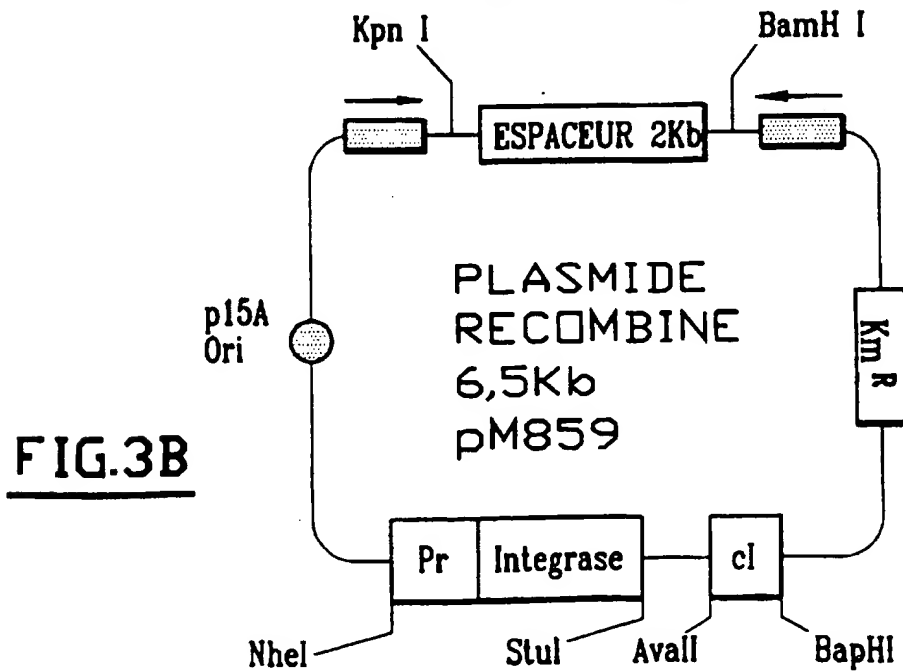 Kpn I
BamH I
ESPACEUR 2Kb
p15A
Ori
PLASMIDE
RECOMBINE
6,5Kb
pM859
Km R
FIG.3B
Pr
Integrase
cI
NheI
StuI
AvaII
BapHI